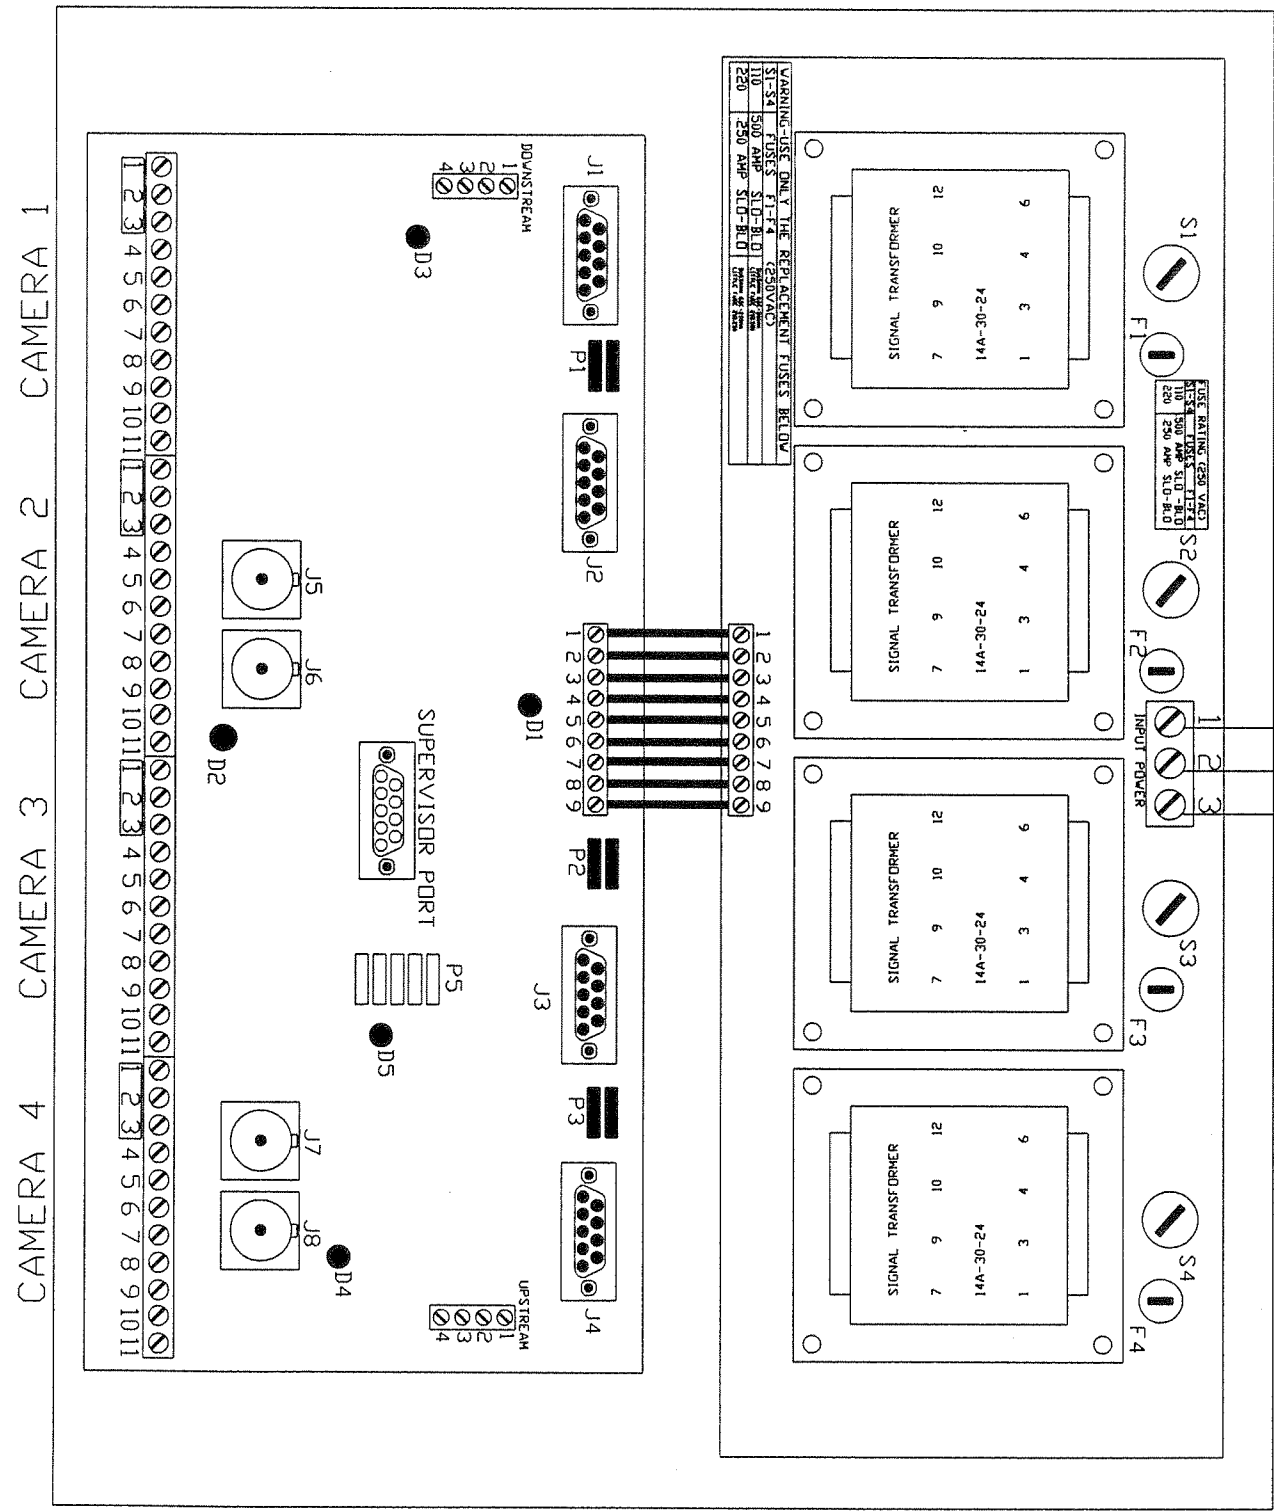 CAMERA 1
CAMERA 2
CAMERA 3
CAMERA 4
1 2 3 4 5 6 7 8 9 10 11
1 2 3 4 5 6 7 8 9 10 11
1 2 3 4 5 6 7 8 9 10 11
1 2 3 4 5 6 7 8 9 10 11
DOWNSTREAM
1 2 3 4
D3
J1
P1
J2
J5
J6
D2
D1
SUPERVISOR PORT
1 2 3 4 5 6 7 8 9
1 2 3 4 5 6 7 8 9
P2
P5
D5
J3
P3
J7
J8
D4
J4
UPSTREAM
1 2 3 4
WARNING-USE ONLY THE REPLACEMENT FUSES BELOW
S1-S4 FUSES F1-F4 (250VAC)
110 500 AMP SLO-BLO
220 .250 AMP SLO-BLO
SIGNAL TRANSFORMER
14A-30-24
12 10 9 7
6 4 3 1
SIGNAL TRANSFORMER
14A-30-24
12 10 9 7
6 4 3 1
SIGNAL TRANSFORMER
14A-30-24
12 10 9 7
6 4 3 1
SIGNAL TRANSFORMER
14A-30-24
12 10 9 7
6 4 3 1
S1
F1
FUSE RATING (250 VAC)
S1-S4 FUSES F1-F4
110 500 AMP SLO-BLO
220 250 AMP SLO-BLO
S2
F2
INPUT POWER
1 2 3
S3
F3
S4
F4